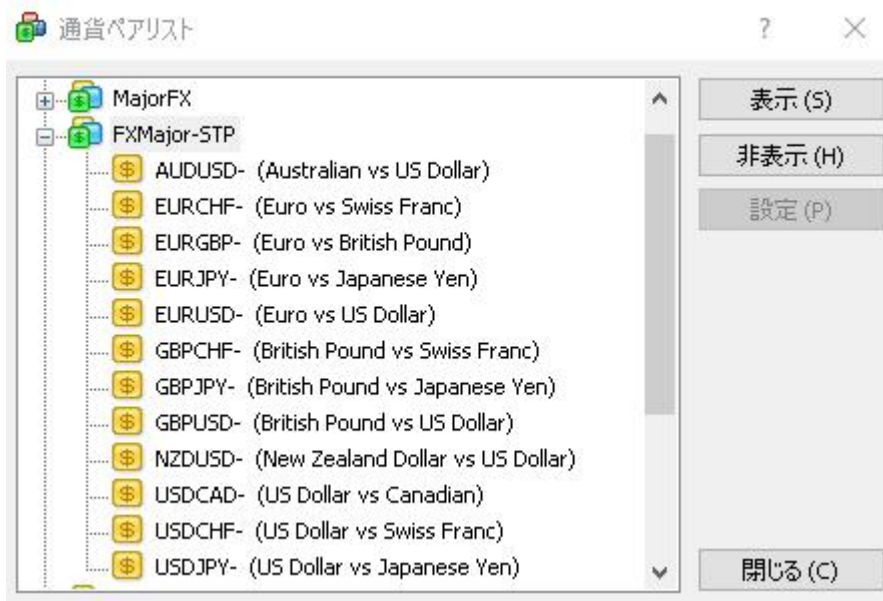 通貨ペアリスト
?
MajorFX
FXMajor-STP
AUDUSD- (Australian vs US Dollar)
EURCHF- (Euro vs Swiss Franc)
EURGBP- (Euro vs British Pound)
EURJPY- (Euro vs Japanese Yen)
EURUSD- (Euro vs US Dollar)
GBPCHF- (British Pound vs Swiss Franc)
GBPJPY- (British Pound vs Japanese Yen)
GBPUSD- (British Pound vs US Dollar)
NZDUSD- (New Zealand Dollar vs US Dollar)
USDCAD- (US Dollar vs Canadian)
USDCHF- (US Dollar vs Swiss Franc)
USDJPY- (US Dollar vs Japanese Yen)
表示 (S)
非表示 (H)
設定 (P)
閉じる (C)